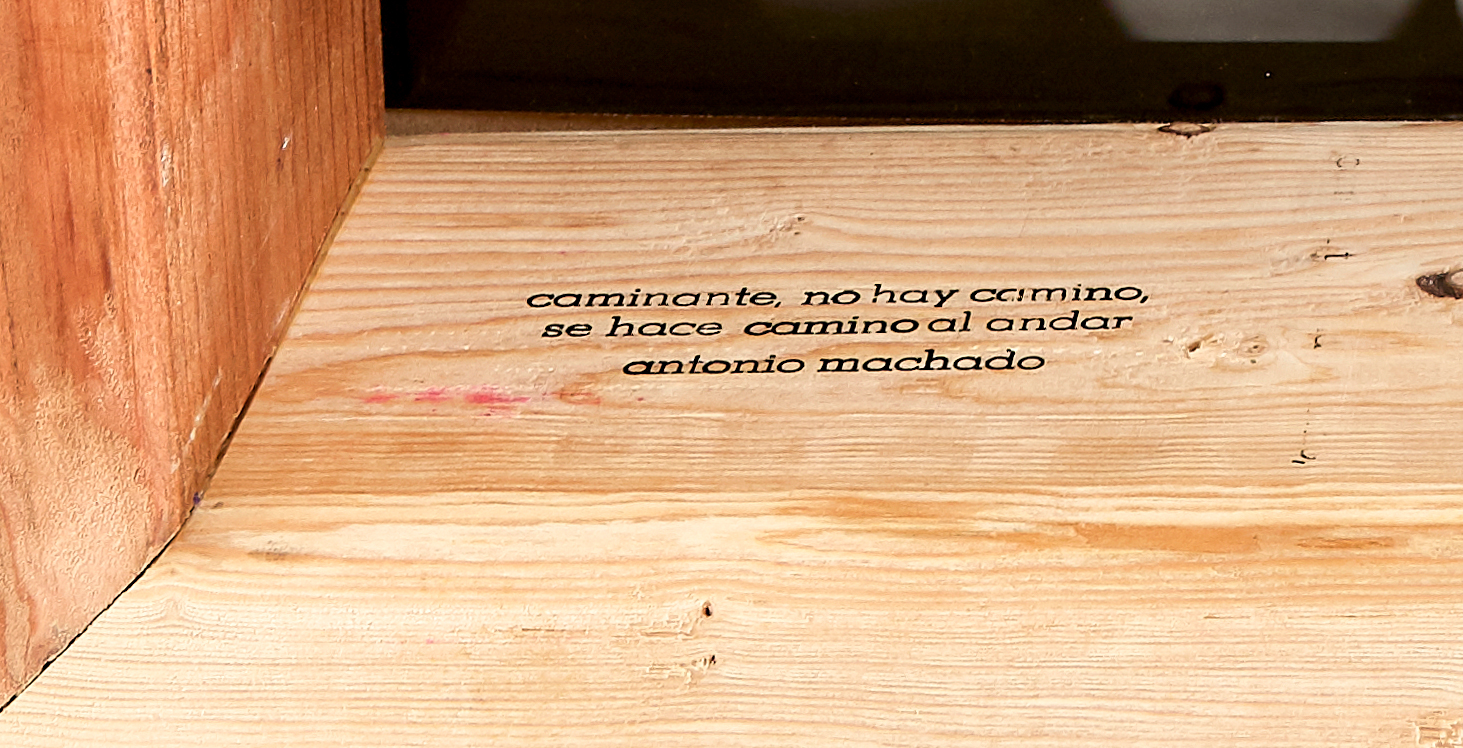 caminante, no hay camino,
se hace camino al andar
antonio machado